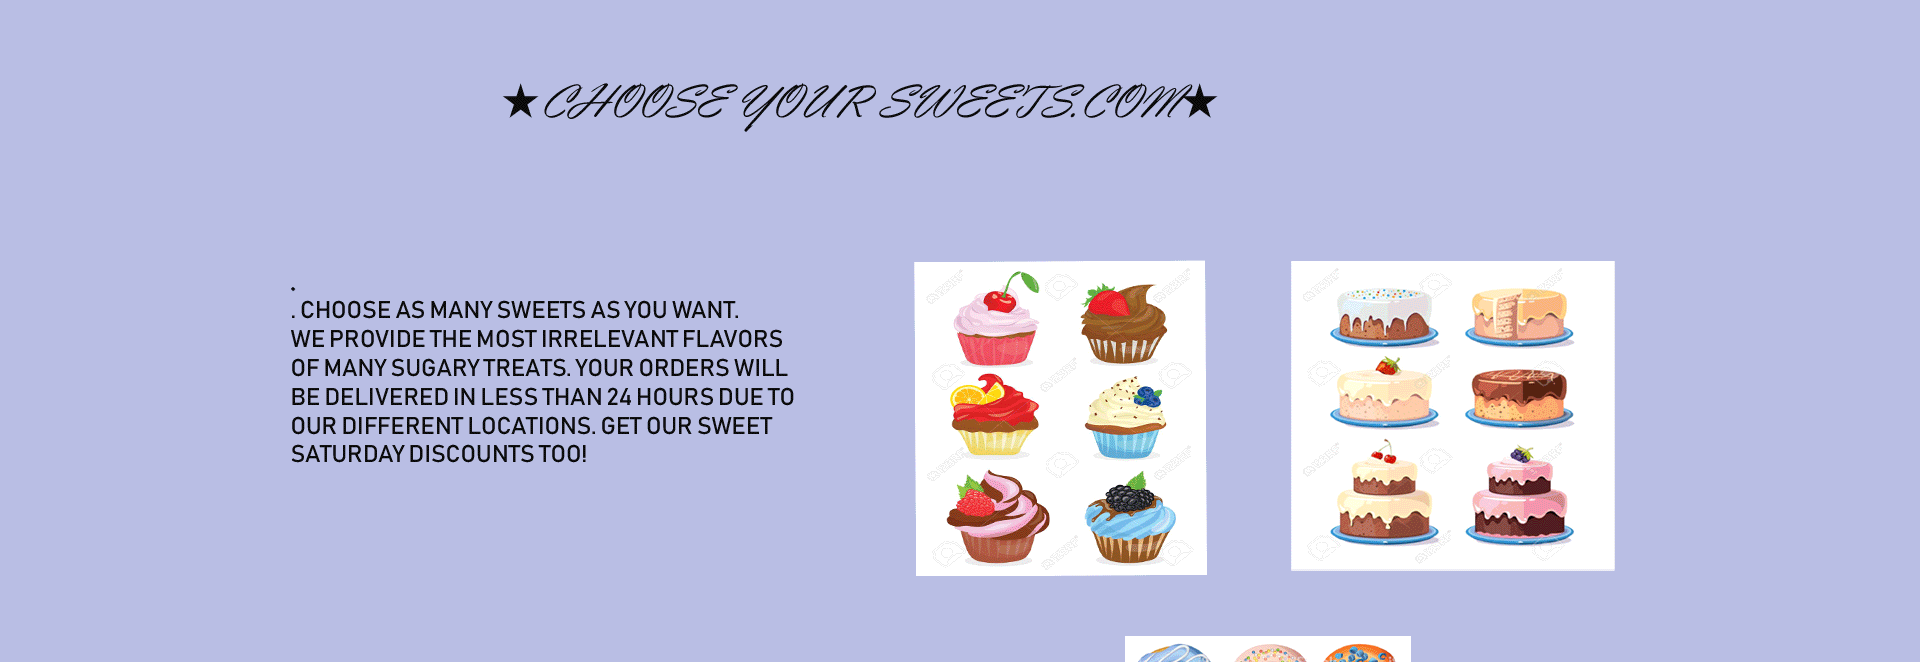 ★ CHOOSE YOUR SWEETS.COM★
.
. CHOOSE AS MANY SWEETS AS YOU WANT.
WE PROVIDE THE MOST IRRELEVANT FLAVORS
OF MANY SUGARY TREATS. YOUR ORDERS WILL
BE DELIVERED IN LESS THAN 24 HOURS DUE TO
OUR DIFFERENT LOCATIONS. GET OUR SWEET
SATURDAY DISCOUNTS TOO!